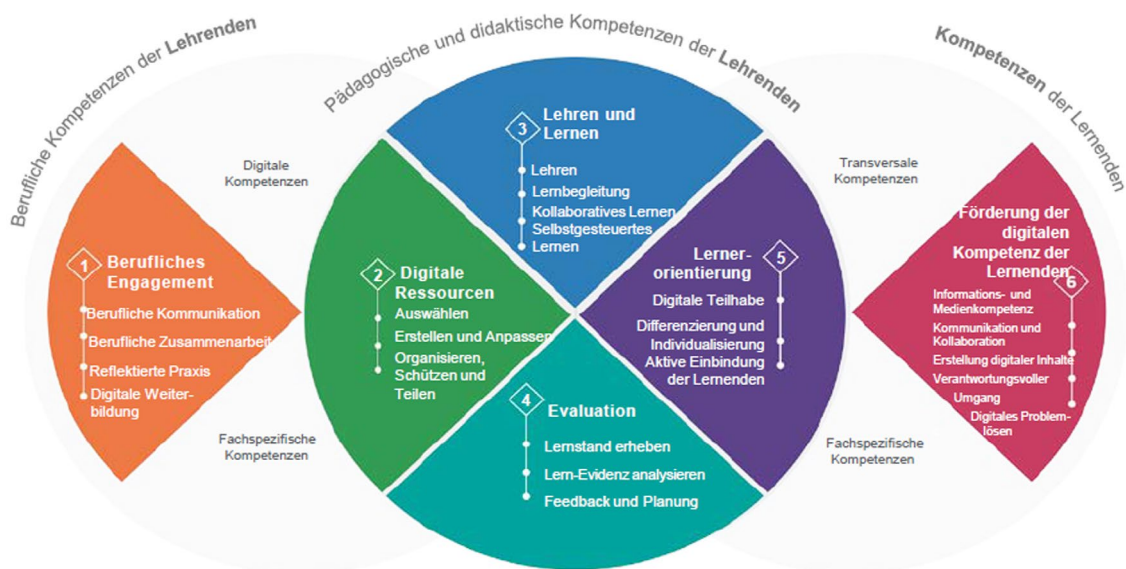 Berufliche Kompetenzen der Lehrenden
Pädagogische und didaktische Kompetenzen der Lehrenden
Kompetenzen der Lernenden
Digitale
Kompetenzen
Transversale
Kompetenzen
1
Berufliches
Engagement
Berufliche Kommunikation
Berufliche Zusammenarbeit
Reflektierte Praxis
Digitale Weiter-
bildung
2
Digitale
Ressourcen
Auswählen
Erstellen und Anpassen
Organisieren,
Schützen und
Teilen
3
Lehren und
Lernen
Lehren
Lernbegleitung
Kollaboratives Lernen
Selbstgesteuertes
Lernen
4
Evaluation
Lernstand erheben
Lern-Evidenz analysieren
Feedback und Planung
5
Lerner-
orientierung
Digitale Teilhabe
Differenzierung und
Individualisierung
Aktive Einbindung
der Lernenden
6
Förderung der
digitalen
Kompetenz der
Lernenden
Informations- und
Medienkompetenz
Kommunikation und
Kollaboration
Erstellung digitaler Inhalte
Verantwortungsvoller
Umgang
Digitales Problem-
lösen
Fachspezifische
Kompetenzen
Fachspezifische
Kompetenzen